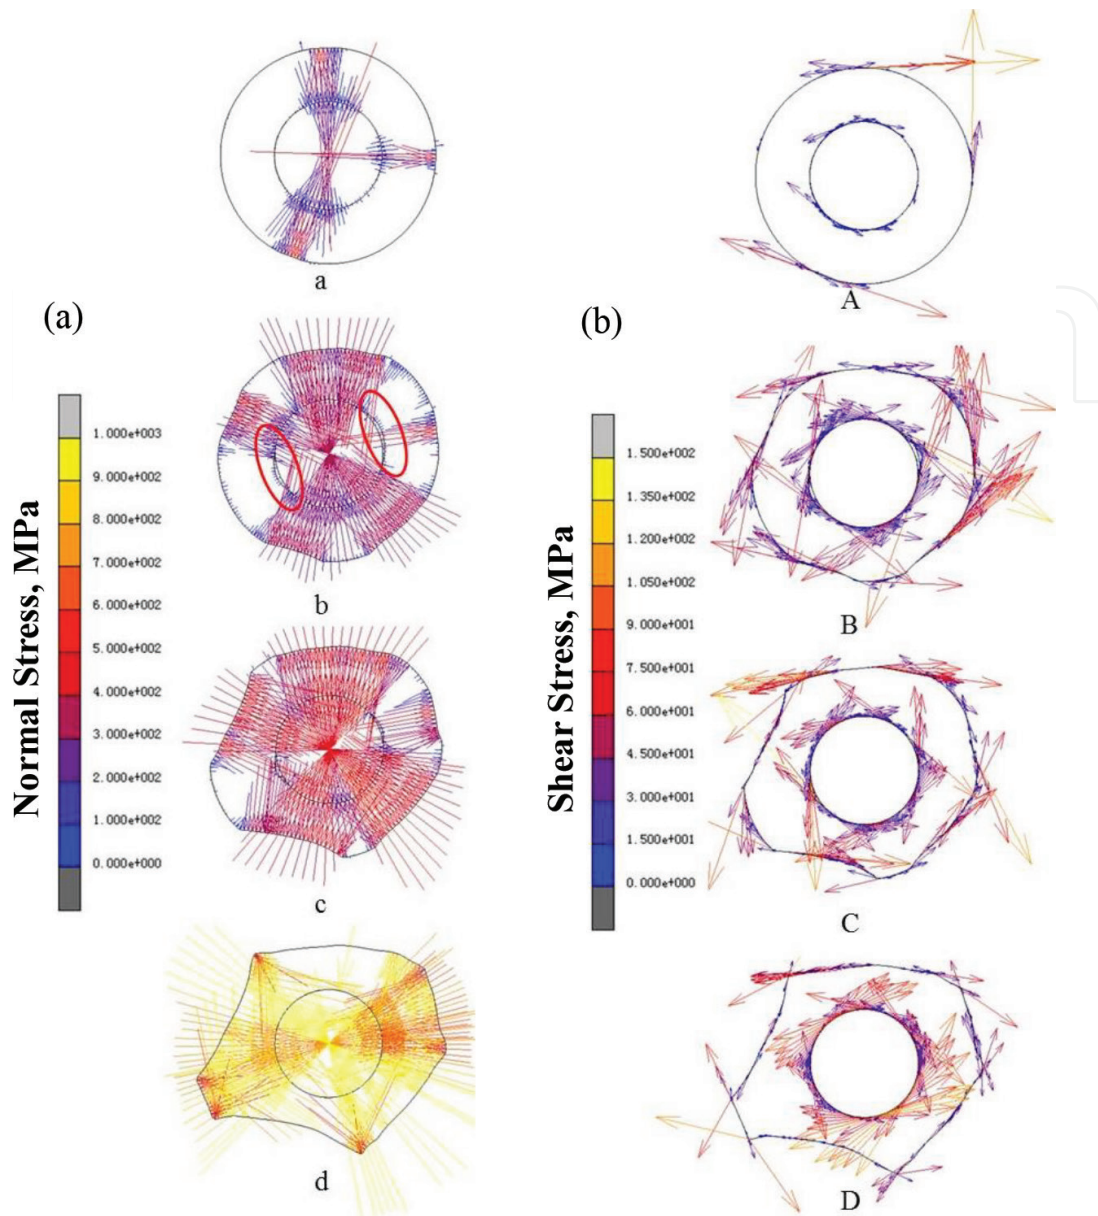 a
A
(a)
(b)
b
B
c
C
d
D
Normal Stress, MPa
1.000e+003
9.000e+002
8.000e+002
7.000e+002
6.000e+002
5.000e+002
4.000e+002
3.000e+002
2.000e+002
1.000e+002
0.000e+000
Shear Stress, MPa
1.500e+002
1.350e+002
1.200e+002
1.050e+002
9.000e+001
7.500e+001
6.000e+001
4.500e+001
3.000e+001
1.500e+001
0.000e+000